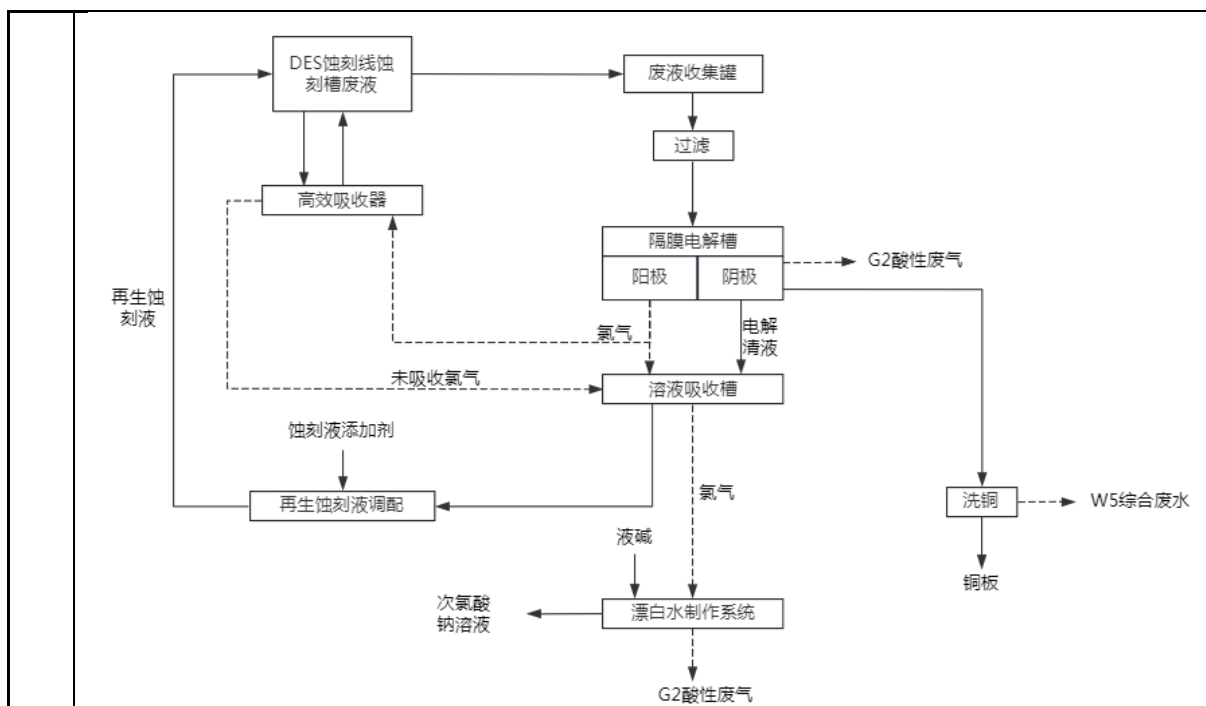 DES蚀刻线蚀
刻槽废液
废液收集罐
过滤
高效吸收器
隔膜电解槽
阳极
阴极
G2酸性废气
再生蚀
刻液
氯气
电解
清液
未吸收氯气
溶液吸收槽
蚀刻液添加剂
氯气
再生蚀刻液调配
洗铜
W5综合废水
液碱
铜板
次氯酸
钠溶液
漂白水制作系统
G2酸性废气